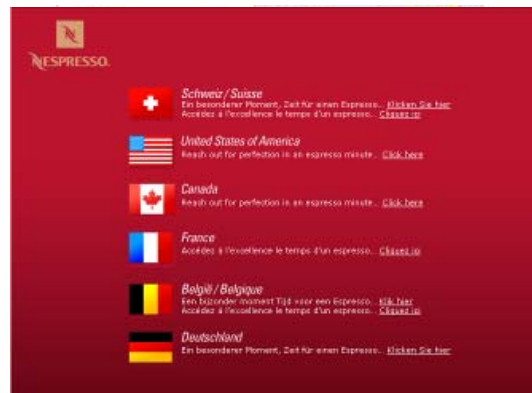 NESPRESSO.
Schweiz / Suisse
Ein besonderer Moment, Zeit für einen Espresso... Klicken Sie hier
Accédez à l'excellence le temps d'un espresso... Cliquez ici
United States of America
Reach out for perfection in an espresso minute... Click here
Canada
Reach out for perfection in an espresso minute... Click here
France
Accédez à l'excellence le temps d'un espresso... Cliquez ici
België / Belgique
Een bijzonder moment Tijd voor een Espresso... Klik hier
Accédez à l'excellence le temps d'un espresso... Cliquez ici
Deutschland
Ein besonderer Moment, Zeit für einen Espresso... Klicken Sie hier